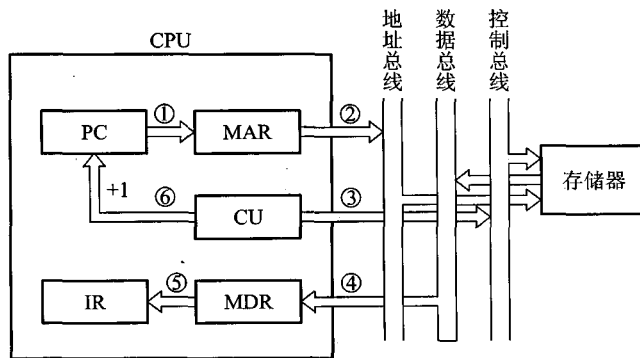 CPU
地址总线
数据总线
控制总线
①
②
PC
MAR
+1
⑥
③
CU
存储器
⑤
④
IR
MDR